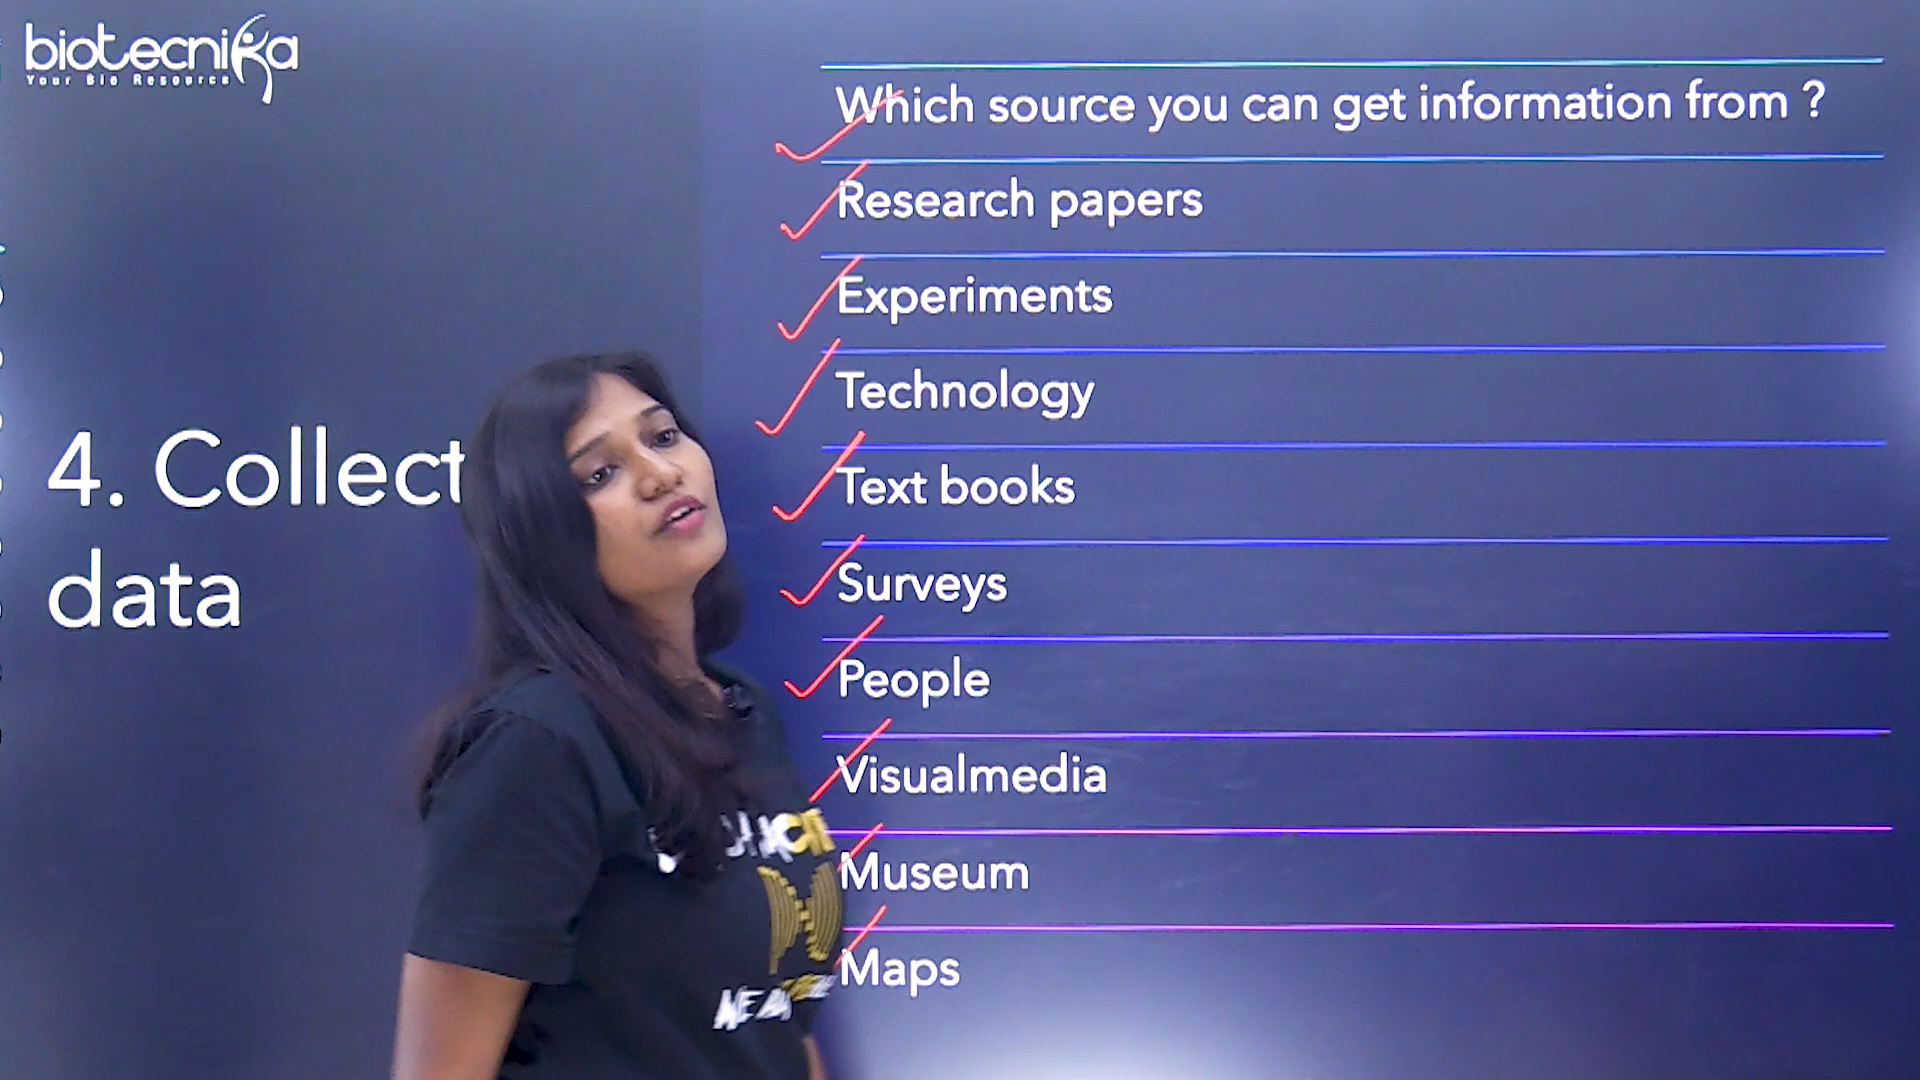 biotecnika
Your Bio Resource
4. Collect
data
Which source you can get information from ?
Research papers
Experiments
Technology
Text books
Surveys
People
Visualmedia
Museum
Maps
WE